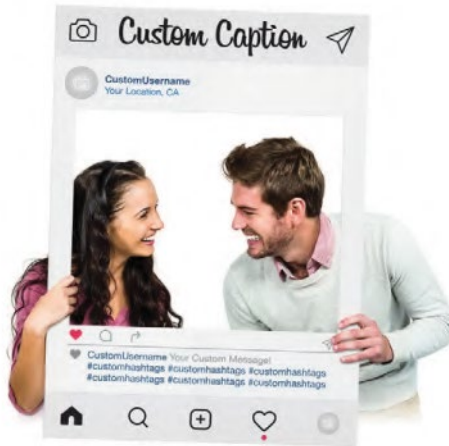 Custom Caption
CustomUsername
Your Location, CA
CustomUsername Your Custom Message!
#customhashtags #customhashtags #customhashtags
#customhashtags #customhashtags #customhashtags